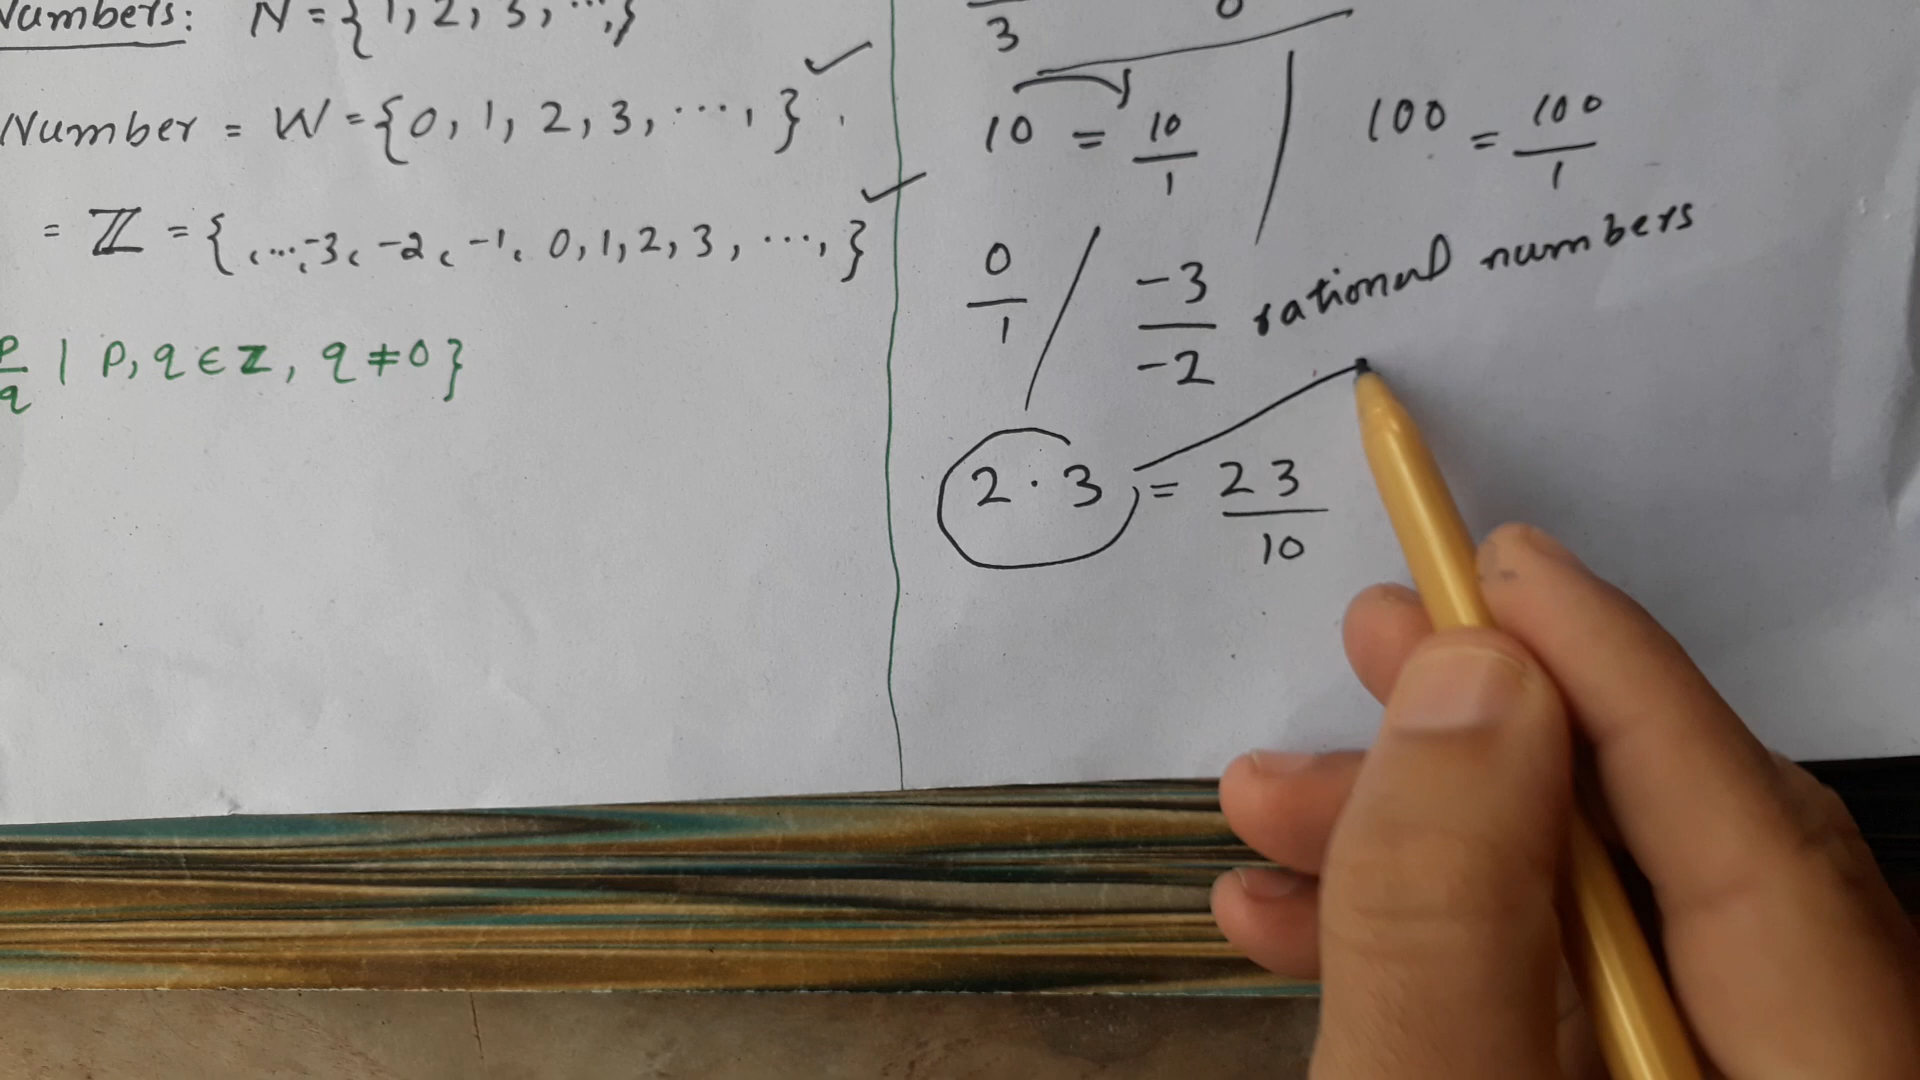 Numbers: N = {1, 2, 3, ...,}
Number = W = {0, 1, 2, 3, ..., }
= ℤ = {, ..., -3, -2, -1, 0, 1, 2, 3, ..., }
p/q | p, q ∈ Z, q ≠ 0}
3
10 = 10/1
100 = 100/1
0/1
-3/-2
rational numbers
2.3 = 23/10